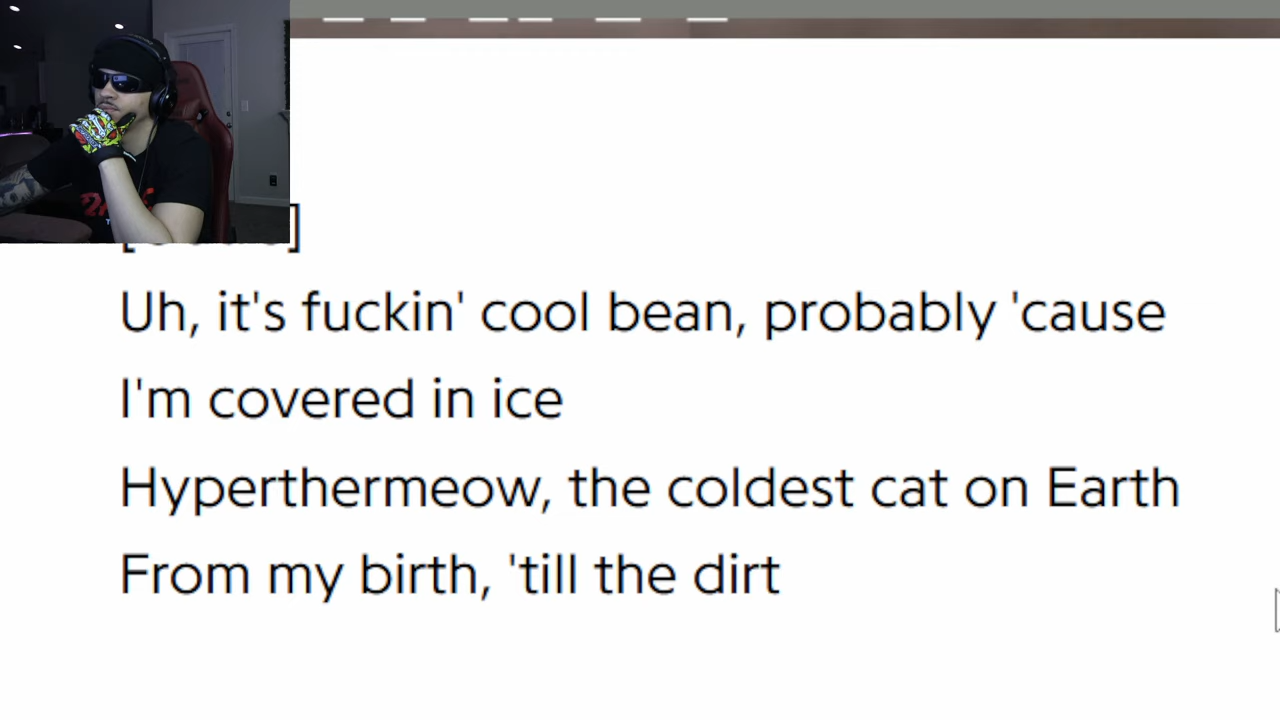 Uh, it's fuckin' cool bean, probably 'cause
I'm covered in ice
Hyperthermeow, the coldest cat on Earth
From my birth, 'till the dirt